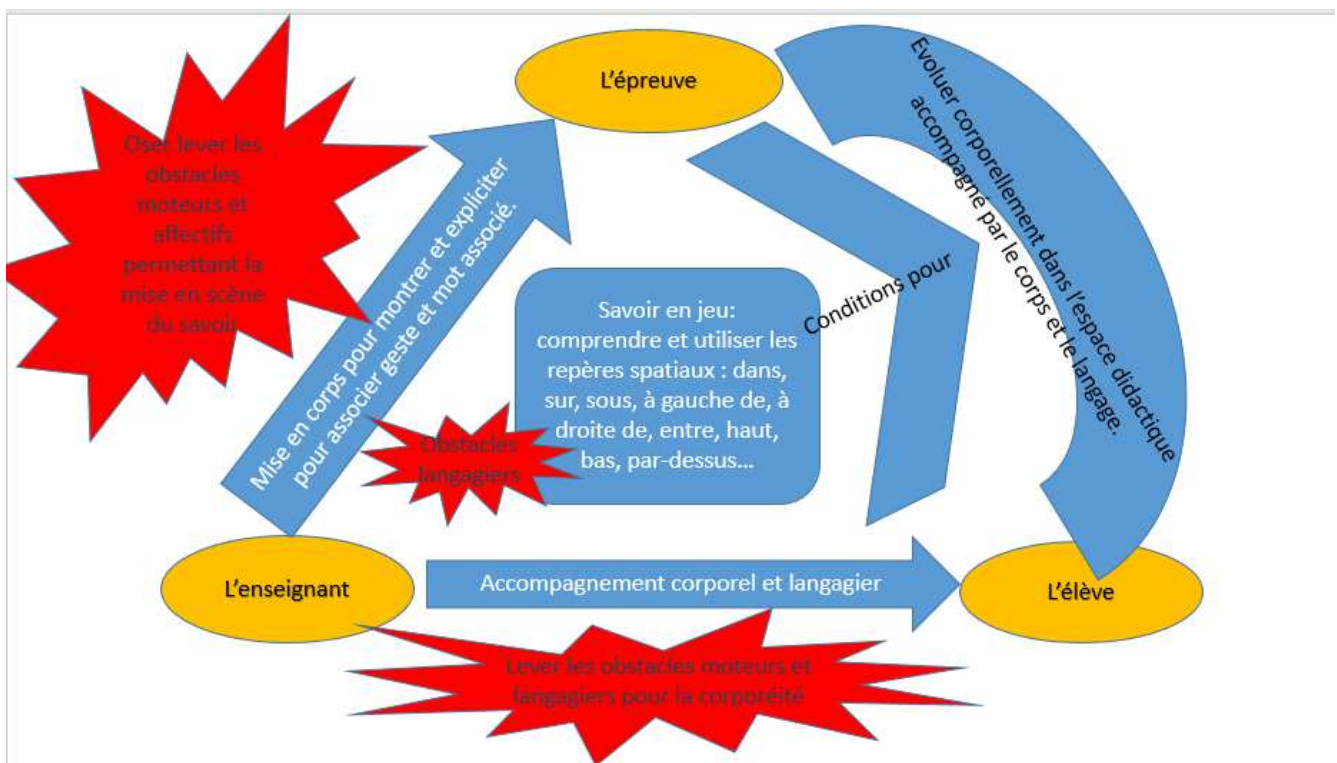 L'épreuve
Evoluer corporellement dans l'espace didactique
accompagné par le corps et le langage.
Oser lever les
obstacles
moteurs et
affectifs
permettant la
mise en scène
du savoir
Mise en corps pour montrer et expliciter
pour associer geste et mot associé.
Conditions pour
Savoir en jeu:
comprendre et utiliser les
repères spatiaux : dans,
sur, sous, à gauche de, à
droite de, entre, haut,
bas, par-dessus...
Obstacles
langagiers
L'enseignant
Accompagnement corporel et langagier
L'élève
Lever les obstacles moteurs et
langagiers pour la corporéité